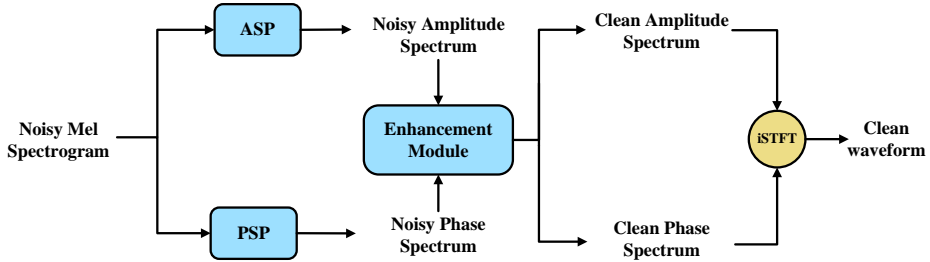 Noisy Mel
Spectrogram
ASP
Noisy Amplitude
Spectrum
Enhancement
Module
PSP
Noisy Phase
Spectrum
Clean Amplitude
Spectrum
Clean Phase
Spectrum
iSTFT
Clean
waveform